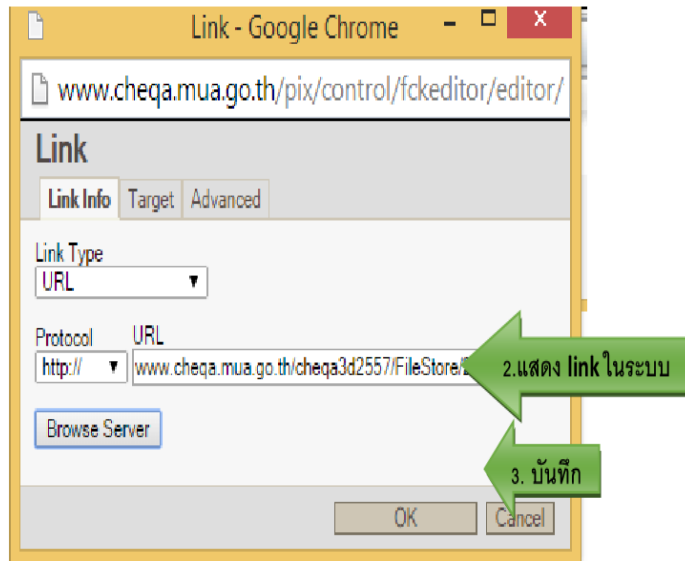 Link - Google Chrome
www.cheqa.mua.go.th/pix/control/fckeditor/editor/
Link
Link Info Target Advanced
Link Type
URL
Protocol URL
http:// www.cheqa.mua.go.th/cheqa3d2557/FileStore/
2.แสดง link ในระบบ
Browse Server
3. บันทึก
OK Cancel